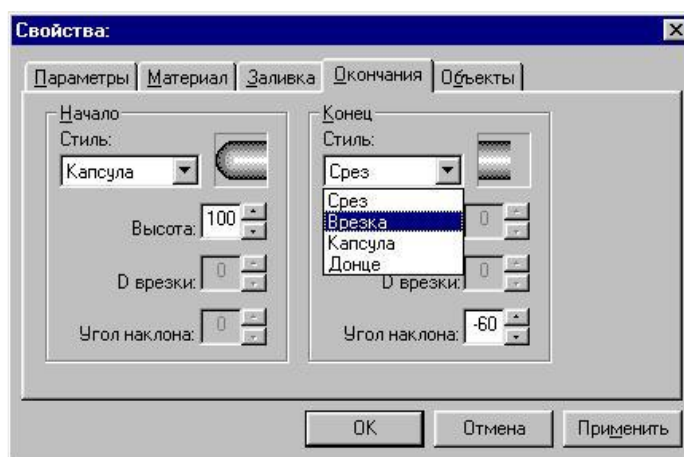 Свойства:
Параметры Материал Заливка Окончания Объекты
Начало
Стиль:
Капсула
Высота: 100
D врезки: 0
Угол наклона: 0
Конец
Стиль:
Срез
Срез
Врезка
Капсула
Донце
0
D врезки: 0
Угол наклона: -60
OK Отмена Применить